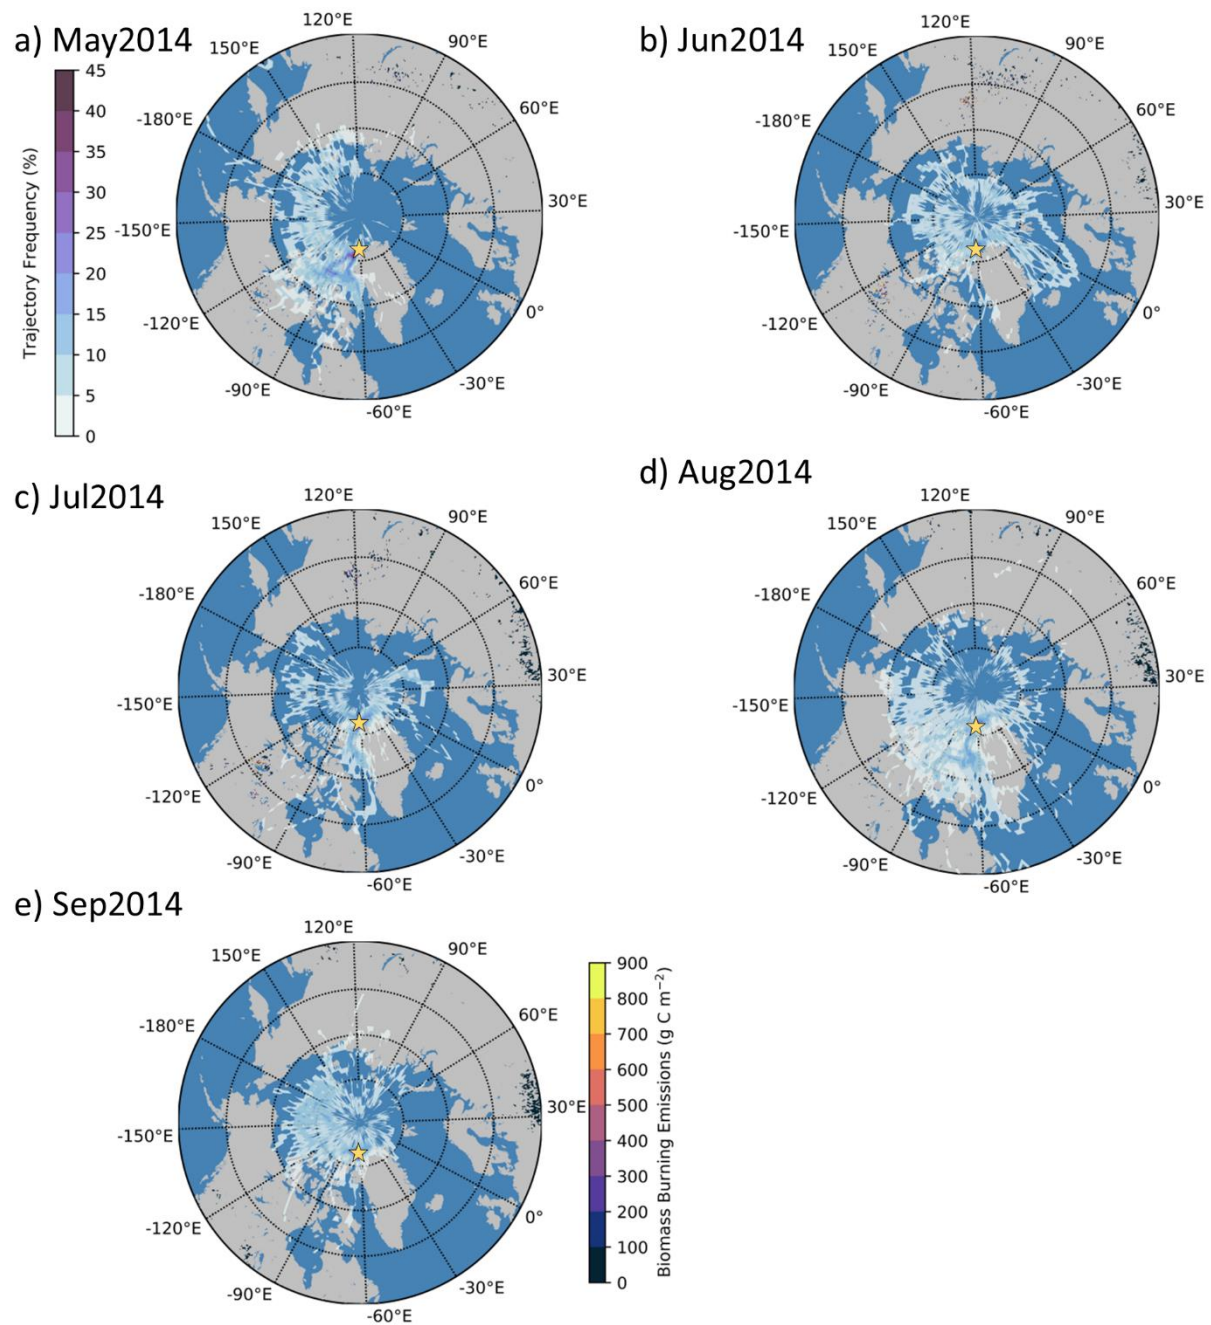 a) May2014
120°E
150°E
90°E
-180°E
60°E
-150°E
30°E
-120°E
0°
-90°E
-30°E
-60°E
Trajectory Frequency (%)
45
40
35
30
25
20
15
10
5
0
b) Jun2014
120°E
150°E
90°E
-180°E
60°E
-150°E
30°E
-120°E
0°
-90°E
-30°E
-60°E
c) Jul2014
120°E
150°E
90°E
-180°E
60°E
-150°E
30°E
-120°E
0°
-90°E
-30°E
-60°E
d) Aug2014
120°E
150°E
90°E
-180°E
60°E
-150°E
30°E
-120°E
0°
-90°E
-30°E
-60°E
e) Sep2014
120°E
150°E
90°E
-180°E
60°E
-150°E
30°E
-120°E
0°
-90°E
-30°E
-60°E
900
800
700
600
500
400
300
200
100
0
Biomass Burning Emissions (g C m⁻²)